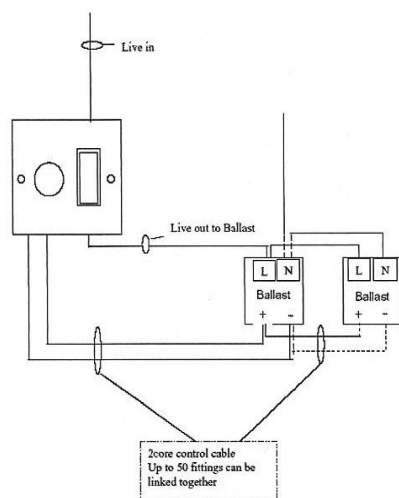 Live in
Live out to Ballast
L N
L N
Ballast
Ballast
+ -
+ -
2core control cable
Up to 50 fittings can be
linked together